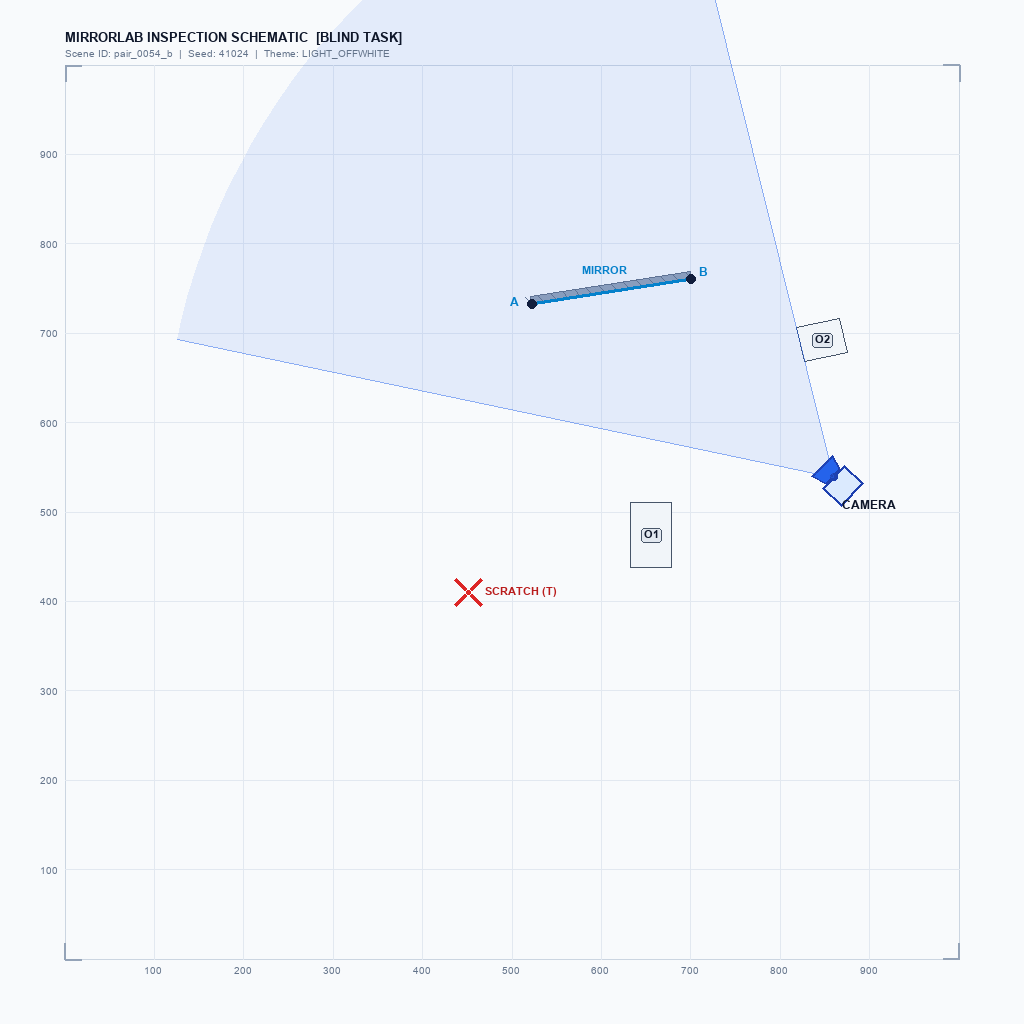 MIRRORLAB INSPECTION SCHEMATIC [BLIND TASK]
Scene ID: pair_0054_b | Seed: 41024 | Theme: LIGHT_OFFWHITE
900
800
MIRROR
B
A
700
O2
600
CAMERA
500
O1
SCRATCH (T)
400
300
200
100
100 200 300 400 500 600 700 800 900